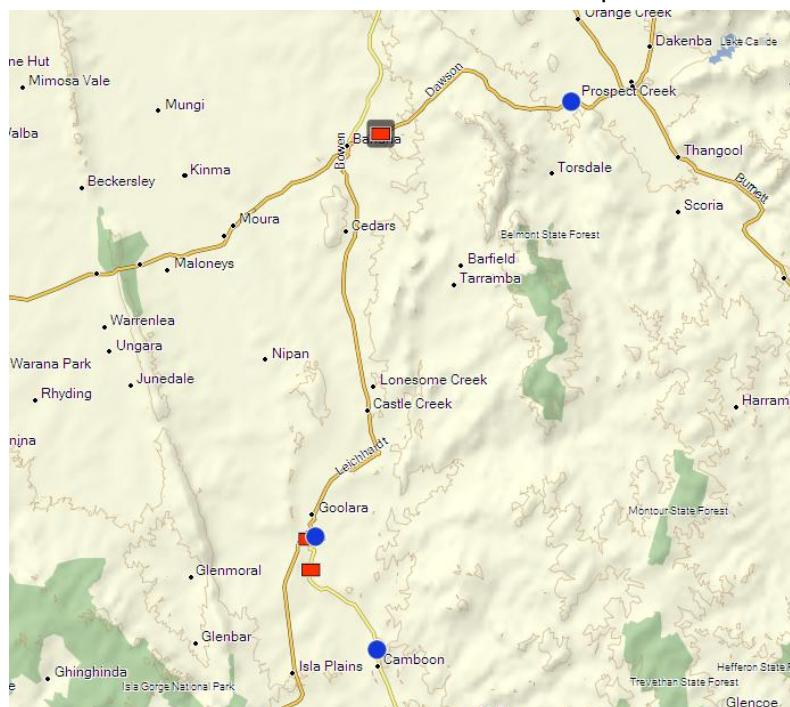 Orange Creek
Dakenba
Lake Callide
ne Hut
Mimosa Vale
Dawson
Prospect Creek
Mungi
Valba
Bowen
Thangool
Kinma
Torsdale
Beckersley
Burnett
Scoria
Moura
Cedars
Belmont State Forest
Maloneys
Barfield
Tarramba
Warrenlea
Ungara
Nipan
Warana Park
Junedale
Lonesome Creek
Rhyding
Castle Creek
Harram
nina
Leichhardt
Goolara
Montour State Forest
Glenmoral
Glenbar
Isla Plains
Camboon
Hefferon State F
Ghinghinda
Isla Gorge National Park
Trevethan State Forest
e
Glencoe